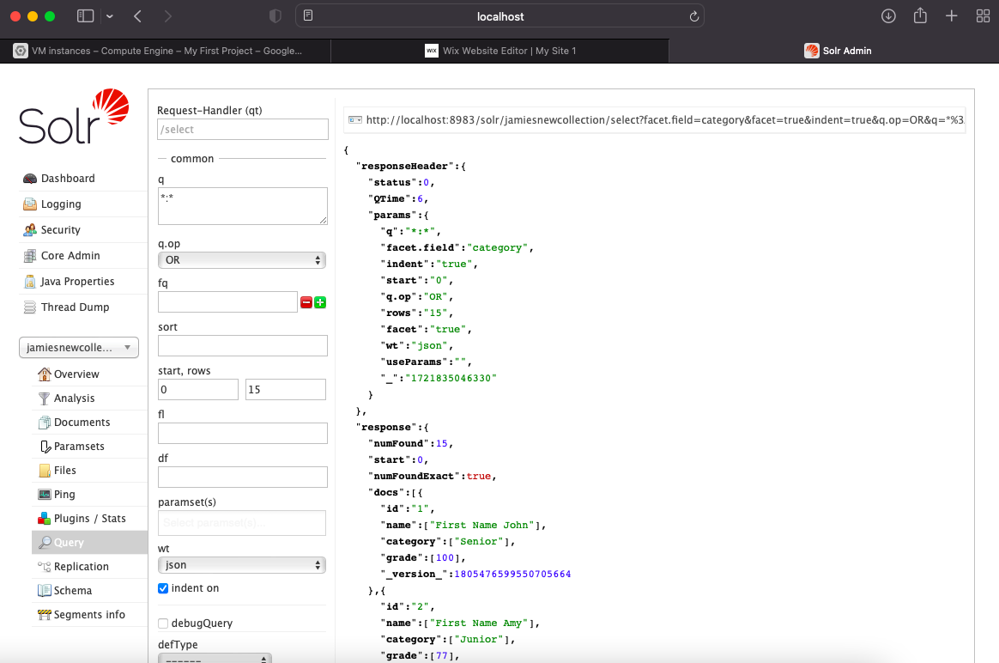 localhost
VM instances – Compute Engine – My First Project – Google...
WIX Wix Website Editor | My Site 1
Solr Admin
Solr
Dashboard
Logging
Security
Core Admin
Java Properties
Thread Dump
jamiesnewcolle...
Overview
Analysis
Documents
Paramsets
Files
Ping
Plugins / Stats
Query
Replication
Schema
Segments info
Request-Handler (qt)
/select
common
q
*:*
q.op
OR
fq
sort
start, rows
0 15
fl
df
paramset(s)
Select paramset(s)...
wt
json
indent on
debugQuery
defType
------
http://localhost:8983/solr/jamiesnewcollection/select?facet.field=category&facet=true&indent=true&q.op=OR&q=*%3
{
"responseHeader":{
"status":0,
"QTime":6,
"params":{
"q":"*:*",
"facet.field":"category",
"indent":"true",
"start":"0",
"q.op":"OR",
"rows":"15",
"facet":"true",
"wt":"json",
"useParams":"",
"_":"1721835046330"
}
},
"response":{
"numFound":15,
"start":0,
"numFoundExact":true,
"docs":[{
"id":"1",
"name":["First Name John"],
"category":["Senior"],
"grade":[100],
"_version_":1805476599550705664
},{
"id":"2",
"name":["First Name Amy"],
"category":["Junior"],
"grade":[77],